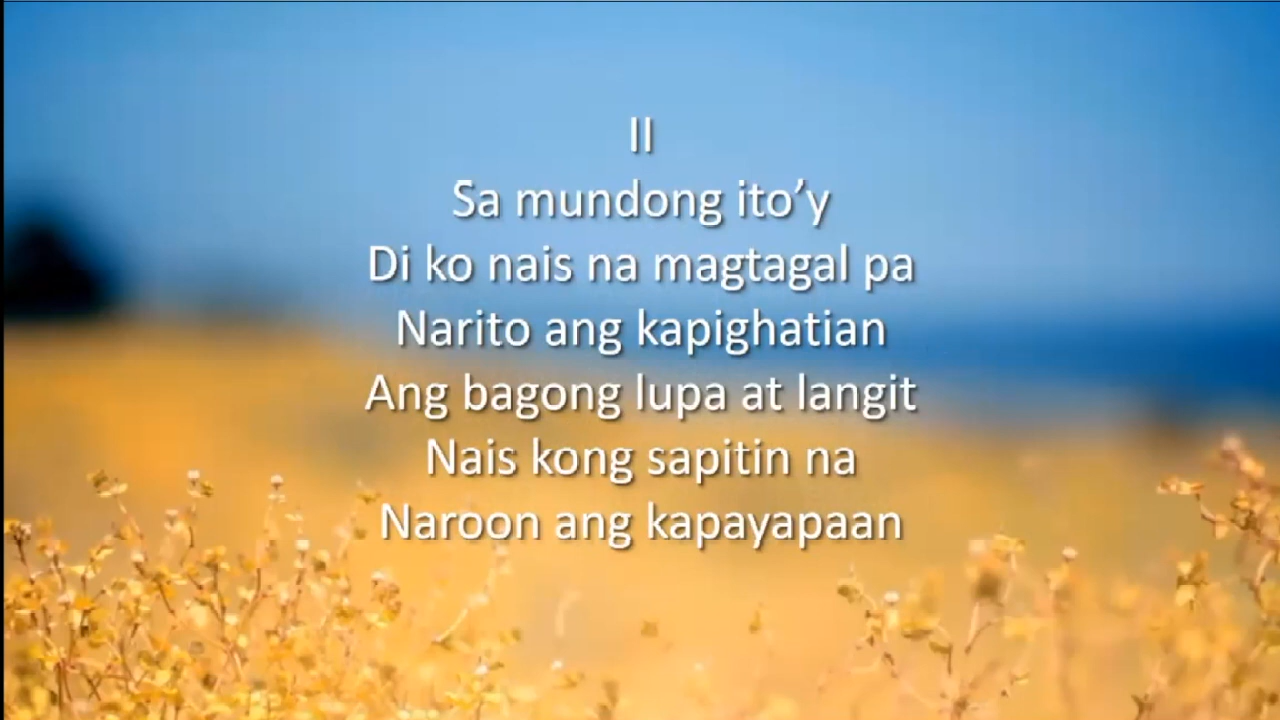 II
Sa mundong ito’y
Di ko nais na magtagal pa
Narito ang kapighatian
Ang bagong lupa at langit
Nais kong sapitin na
Naroon ang kapayapaan